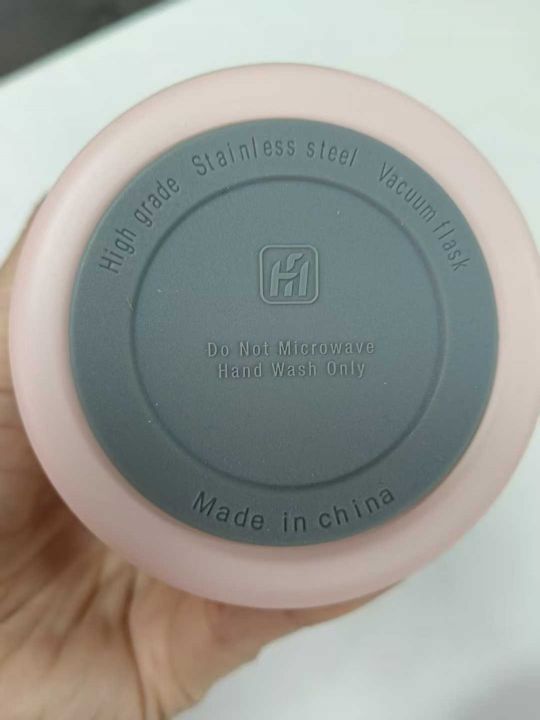 High grade Stainless steel Vacuum flask
Do Not Microwave
Hand Wash Only
Made in china